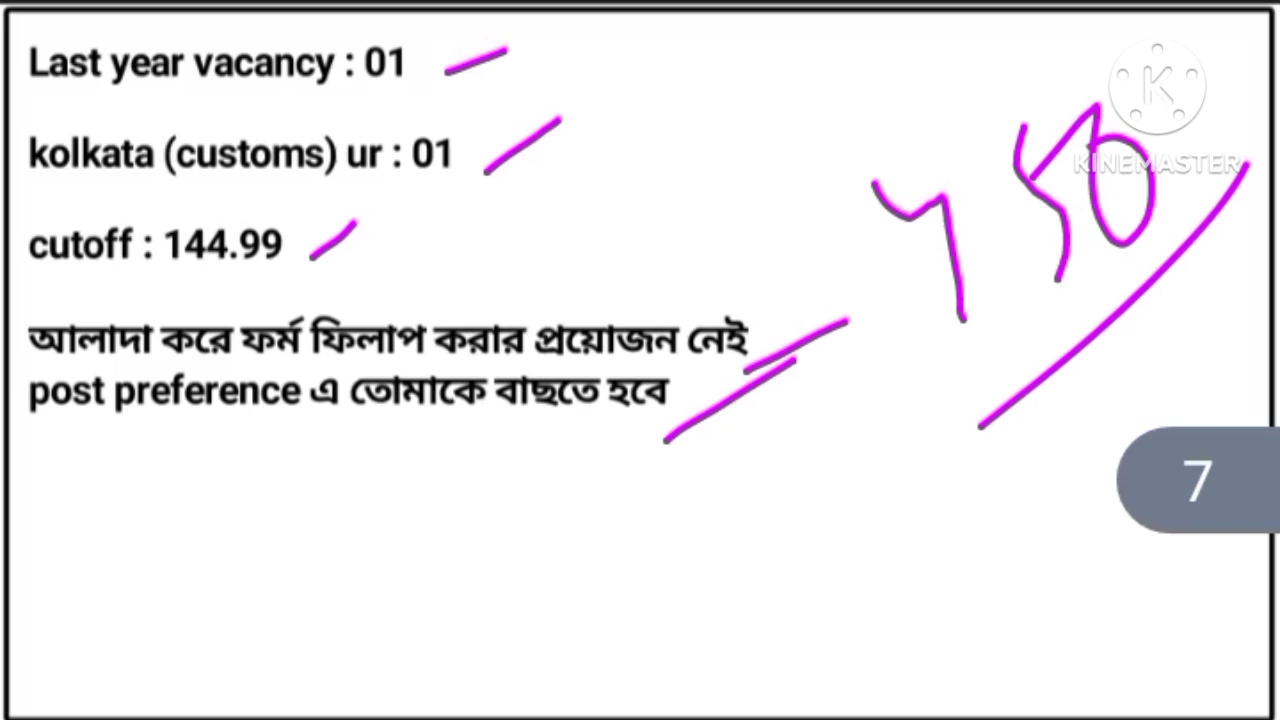 Last year vacancy : 01
kolkata (customs) ur : 01
cutoff : 144.99
আলাদা করে ফর্ম ফিলাপ করার প্রয়োজন নেই
post preference এ তোমাকে বাছতে হবে
K
KINEMASTER
7